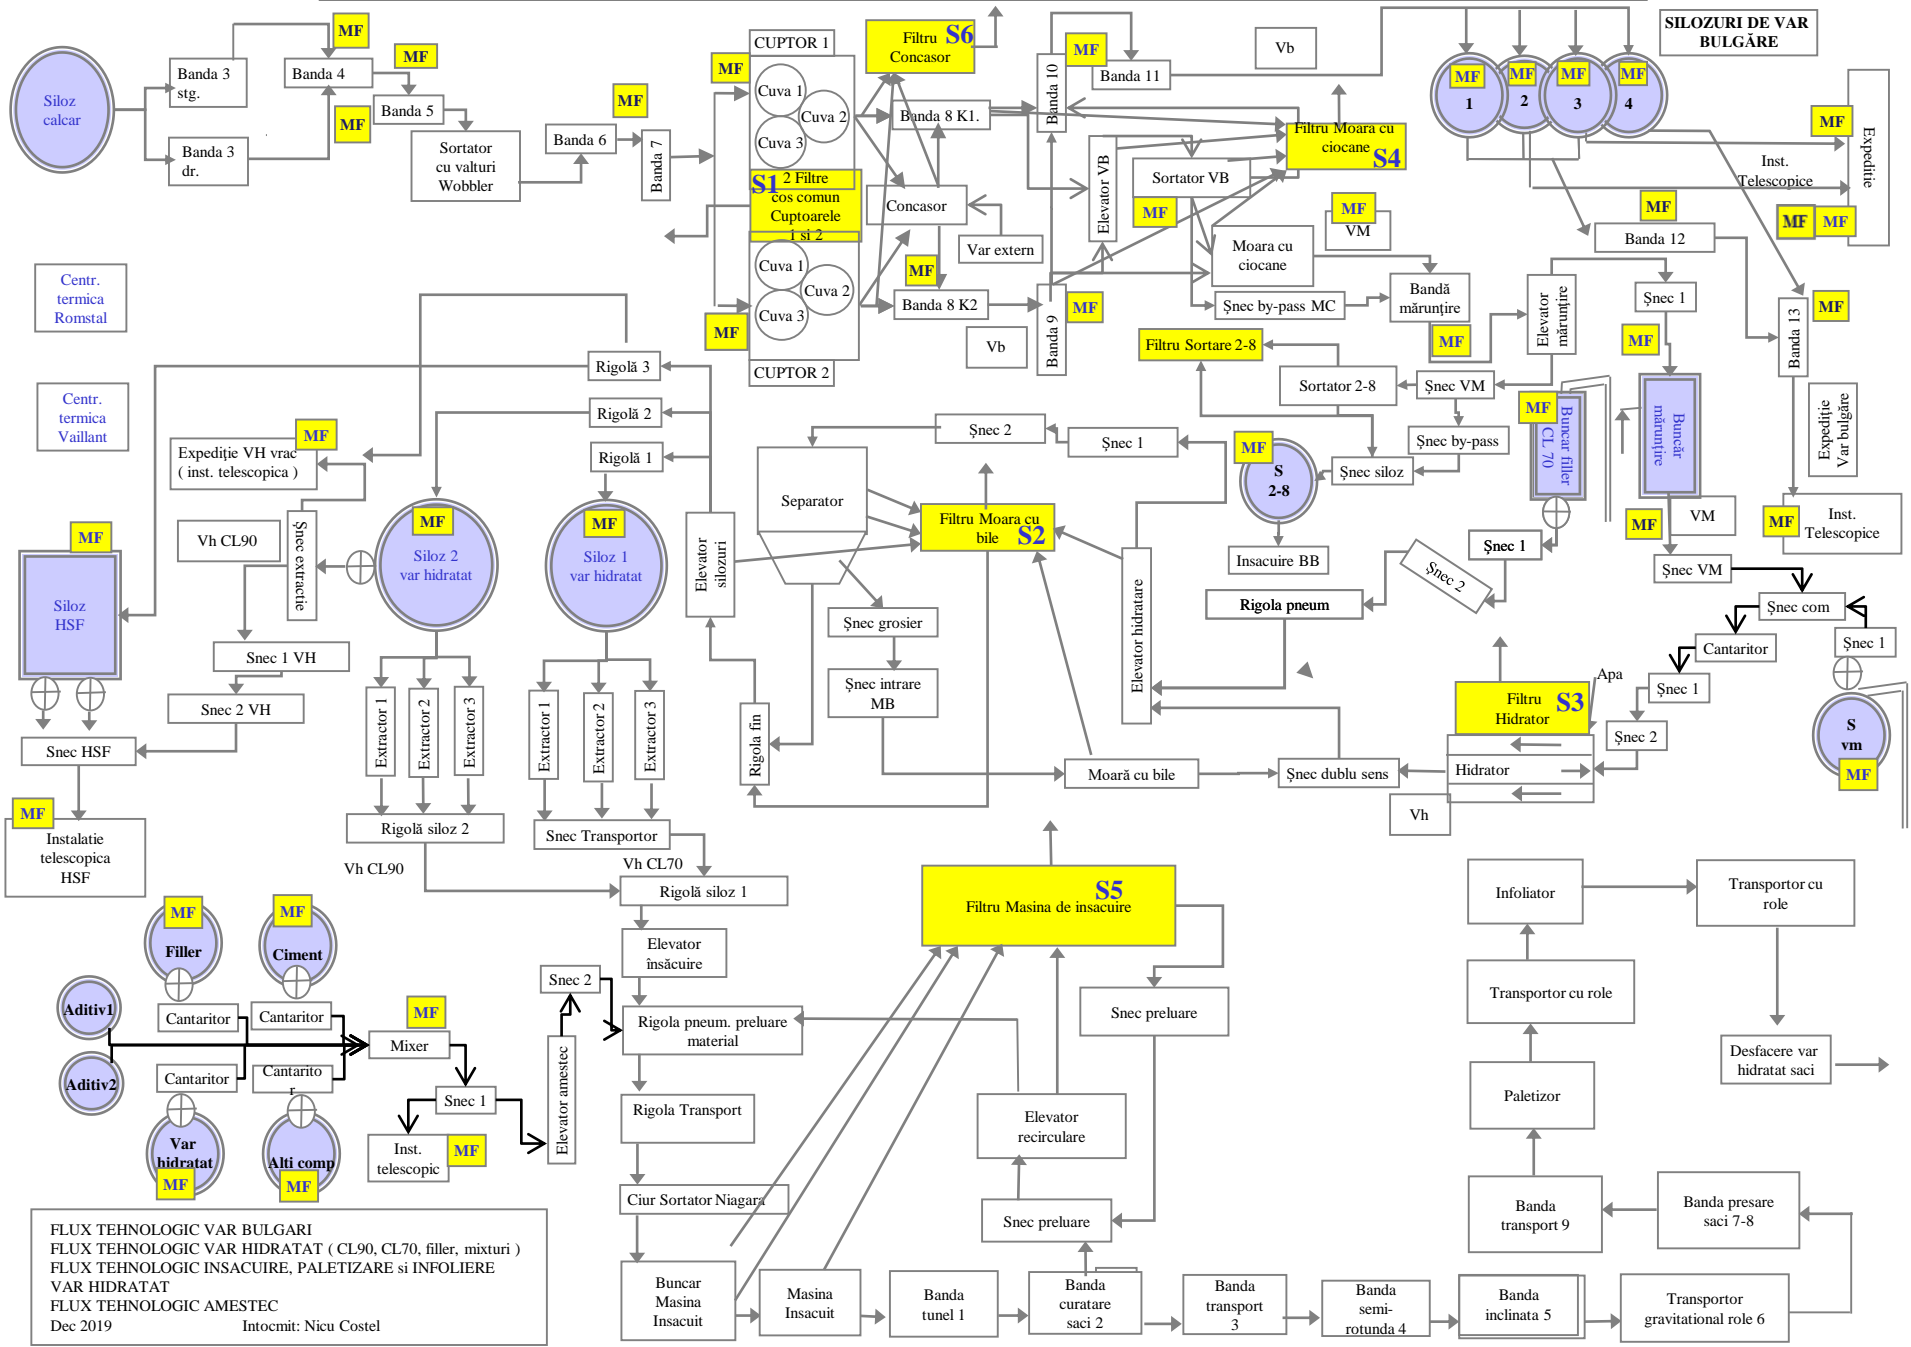 MF
Banda 3
stg.
Siloz
calcar
Banda 3
dr.
MF
Banda 4
MF
Banda 5
Sortator
cu valturi
Wobbler
MF
Banda 6
MF
Banda 7
MF
CUPTOR 1
Cuva 1
Cuva 2
Cuva 3
S1
2 Filtre
cos comun
Cuptoarele
1 si 2
Cuva 1
Cuva 2
Cuva 3
CUPTOR 2
MF
Filtru
Concasor
S6
Banda 8 K1.
Concasor
Var extern
MF
Banda 8 K2
Vb
Banda 9
MF
Banda 10
MF
Banda 11
Vb
Elevator VB
Sortator VB
MF
Filtru Moara cu
ciocane
S4
MF
VM
Moara cu
ciocane
Șnec by-pass MC
Bandă
mărunțire
MF
SILOZURI DE VAR
BULGĂRE
MF
1
MF
2
MF
3
MF
4
MF
Expeditie
Inst.
Telescopice
MF
MF
MF
Banda 12
Elevator
mărunțire
Șnec 1
MF
MF
Banda 13
Expediție
Var bulgăre
MF
Inst.
Telescopice
Centr.
termica
Romstal
Centr.
termica
Vaillant
Rigolă 3
Rigolă 2
Rigolă 1
Filtru Sortare 2-8
Sortator 2-8
Șnec VM
Șnec by-pass
Șnec siloz
MF
S
2-8
Insacuire BB
MF
Buncar filler
CL 70
Buncăr
mărunțire
MF
VM
Șnec 1
Șnec 2
Rigola pneum
Șnec VM
Șnec com
Cantaritor
Șnec 1
Șnec 1
Șnec 2
S
vm
MF
Apa
Filtru
Hidrator
S3
Hidrator
Vh
Șnec dublu sens
Moară cu bile
Elevator hidratare
Șnec 2
Șnec 1
Separator
Filtru Moara cu
bile
S2
Șnec grosier
Șnec intrare
MB
Rigola fin
Elevator
silozuri
MF
Expediție VH vrac
( inst. telescopica )
Vh CL90
Șnec extractie
MF
Siloz 2
var hidratat
MF
Siloz 1
var hidratat
MF
Siloz
HSF
Snec 1 VH
Snec 2 VH
Snec HSF
MF
Instalatie
telescopica
HSF
Extractor 1
Extractor 2
Extractor 3
Extractor 1
Extractor 2
Extractor 3
Rigolă siloz 2
Snec Transportor
Vh CL90
Vh CL70
Rigolă siloz 1
Elevator
însăcuire
Rigola pneum. preluare
material
Rigola Transport
Ciur Sortator Niagara
Buncar
Masina
Insacuit
Masina
Insacuit
Banda
tunel 1
Banda
curatare
saci 2
Banda
transport
3
Banda
semi-
rotunda 4
Banda
inclinata 5
Transportor
gravitational role 6
Banda presare
saci 7-8
Banda
transport 9
Paletizor
Transportor cu role
Infoliator
Transportor cu
role
Desfacere var
hidratat saci
Filtru Masina de insacuire
S5
Snec preluare
Elevator
recirculare
Snec preluare
MF
Filler
MF
Ciment
Aditiv1
Aditiv2
Cantaritor
Cantaritor
Cantaritor
Cantarito
r
MF
Mixer
Snec 1
Inst.
telescopic
MF
Elevator amestec
Snec 2
Var
hidratat
MF
Alti comp
MF
FLUX TEHNOLOGIC VAR BULGARI
FLUX TEHNOLOGIC VAR HIDRATAT ( CL90, CL70, filler, mixturi )
FLUX TEHNOLOGIC INSACUIRE, PALETIZARE si INFOLIERE
VAR HIDRATAT
FLUX TEHNOLOGIC AMESTEC
Dec 2019 Intocmit: Nicu Costel